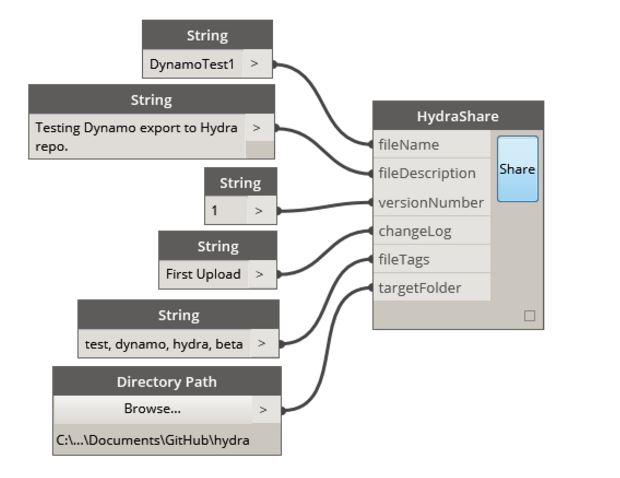 String
DynamoTest1 >
String
Testing Dynamo export to Hydra >
repo.
String
1 >
String
First Upload >
String
test, dynamo, hydra, beta >
Directory Path
Browse... >
C:\...\Documents\GitHub\hydra
HydraShare
fileName
fileDescription
versionNumber
changeLog
fileTags
targetFolder
Share